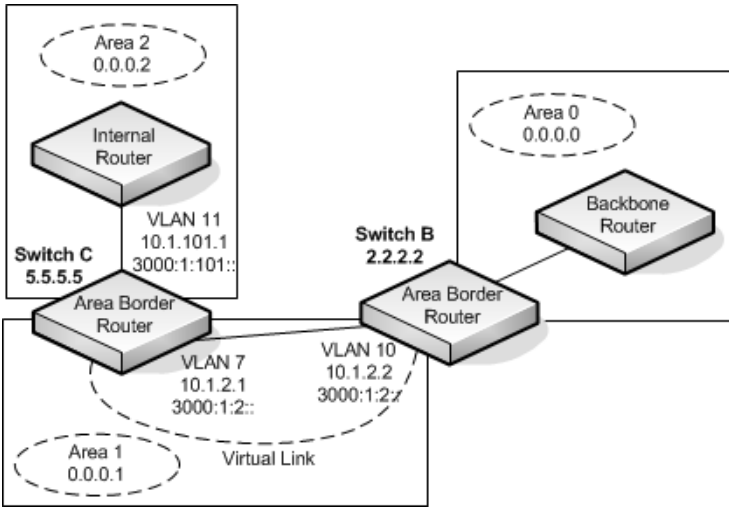 Area 2
0.0.0.2
Internal
Router
VLAN 11
10.1.101.1
3000:1:101::
Switch C
5.5.5.5
Area Border
Router
Area 0
0.0.0.0
Backbone
Router
Switch B
2.2.2.2
Area Border
Router
VLAN 7
10.1.2.1
3000:1:2::
VLAN 10
10.1.2.2
3000:1:2::
Virtual Link
Area 1
0.0.0.1